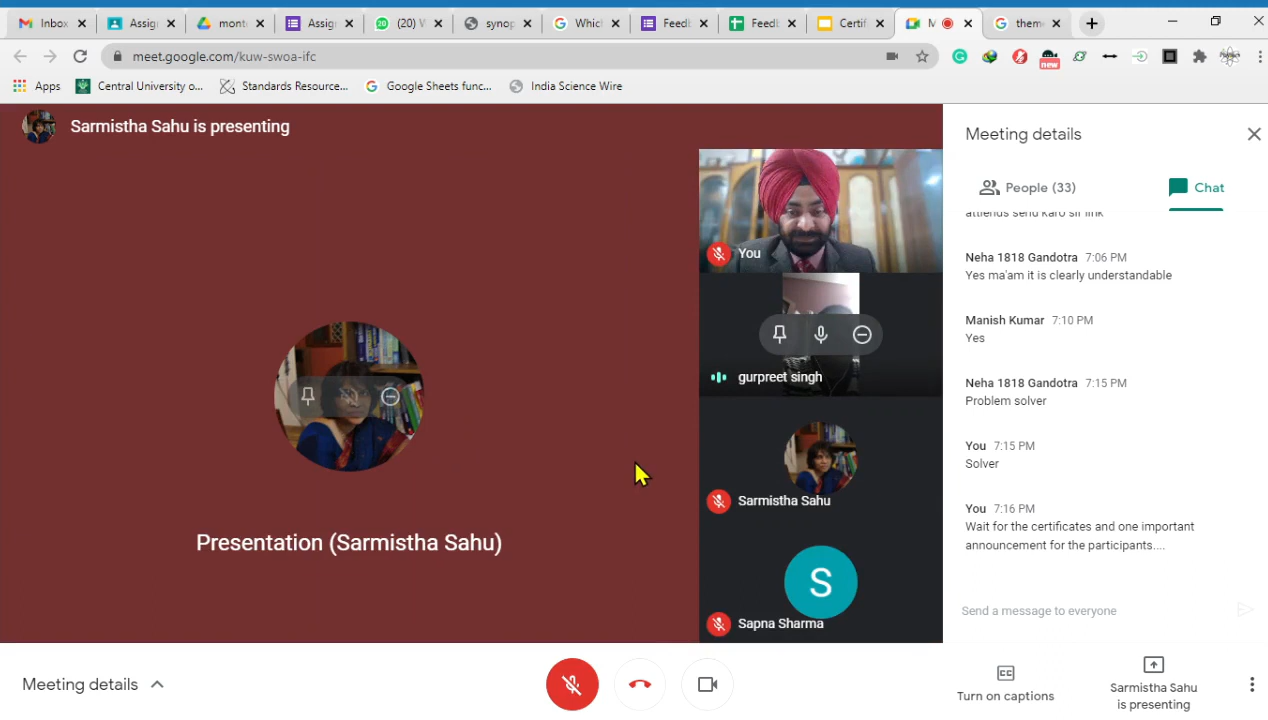 Inbox
Assig
mont
Assig
(20) W
synop
Which
Feedb
Feedb
Certif
M
them
meet.google.com/kuw-swoa-ifc
new
Apps
Central University o...
Standards Resource...
Google Sheets func...
India Science Wire
Sarmistha Sahu is presenting
Presentation (Sarmistha Sahu)
You
gurpreet singh
Sarmistha Sahu
S
Sapna Sharma
Meeting details
People (33)
Chat
send karo sir link
Neha 1818 Gandotra 7:06 PM
Yes ma'am it is clearly understandable
Manish Kumar 7:10 PM
Yes
Neha 1818 Gandotra 7:15 PM
Problem solver
You 7:15 PM
Solver
You 7:16 PM
Wait for the certificates and one important
announcement for the participants....
Send a message to everyone
Meeting details
CC
Turn on captions
Sarmistha Sahu
is presenting